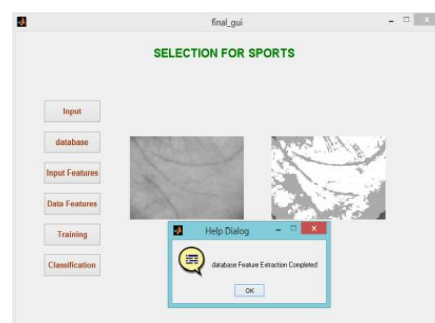 final_gui
SELECTION FOR SPORTS
Input
database
Input Features
Data Features
Training
Classification
Help Dialog
database Feature Extraction Completed
OK